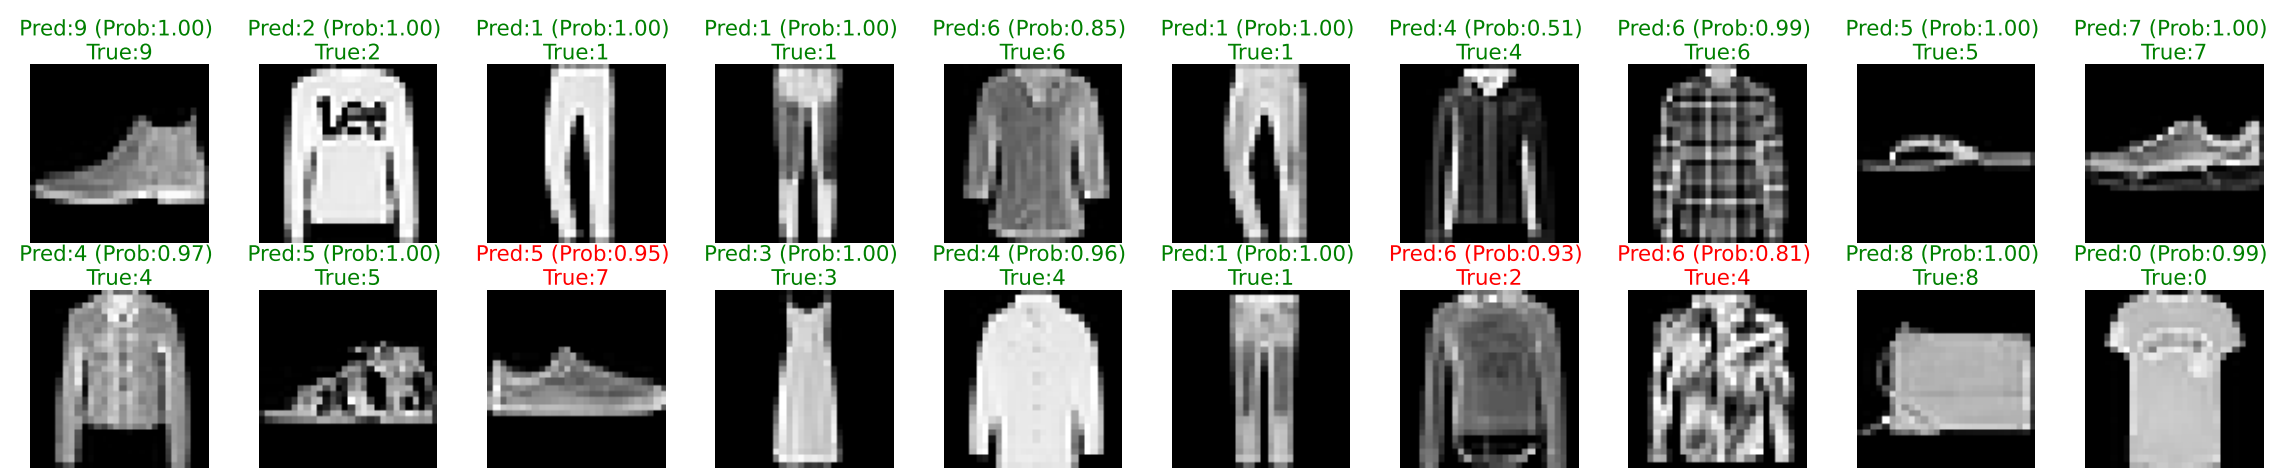 Pred:9 (Prob:1.00) Pred:2 (Prob:1.00) Pred:1 (Prob:1.00) Pred:1 (Prob:1.00) Pred:6 (Prob:0.85) Pred:1 (Prob:1.00) Pred:4 (Prob:0.51) Pred:6 (Prob:0.99) Pred:5 (Prob:1.00) Pred:7 (Prob:1.00)
True:9 True:2 True:1 True:1 True:6 True:1 True:4 True:6 True:5 True:7
Lee
Pred:4 (Prob:0.97) Pred:5 (Prob:1.00) Pred:5 (Prob:0.95) Pred:3 (Prob:1.00) Pred:4 (Prob:0.96) Pred:1 (Prob:1.00) Pred:6 (Prob:0.93) Pred:6 (Prob:0.81) Pred:8 (Prob:1.00) Pred:0 (Prob:0.99)
True:4 True:5 True:7 True:3 True:4 True:1 True:2 True:4 True:8 True:0